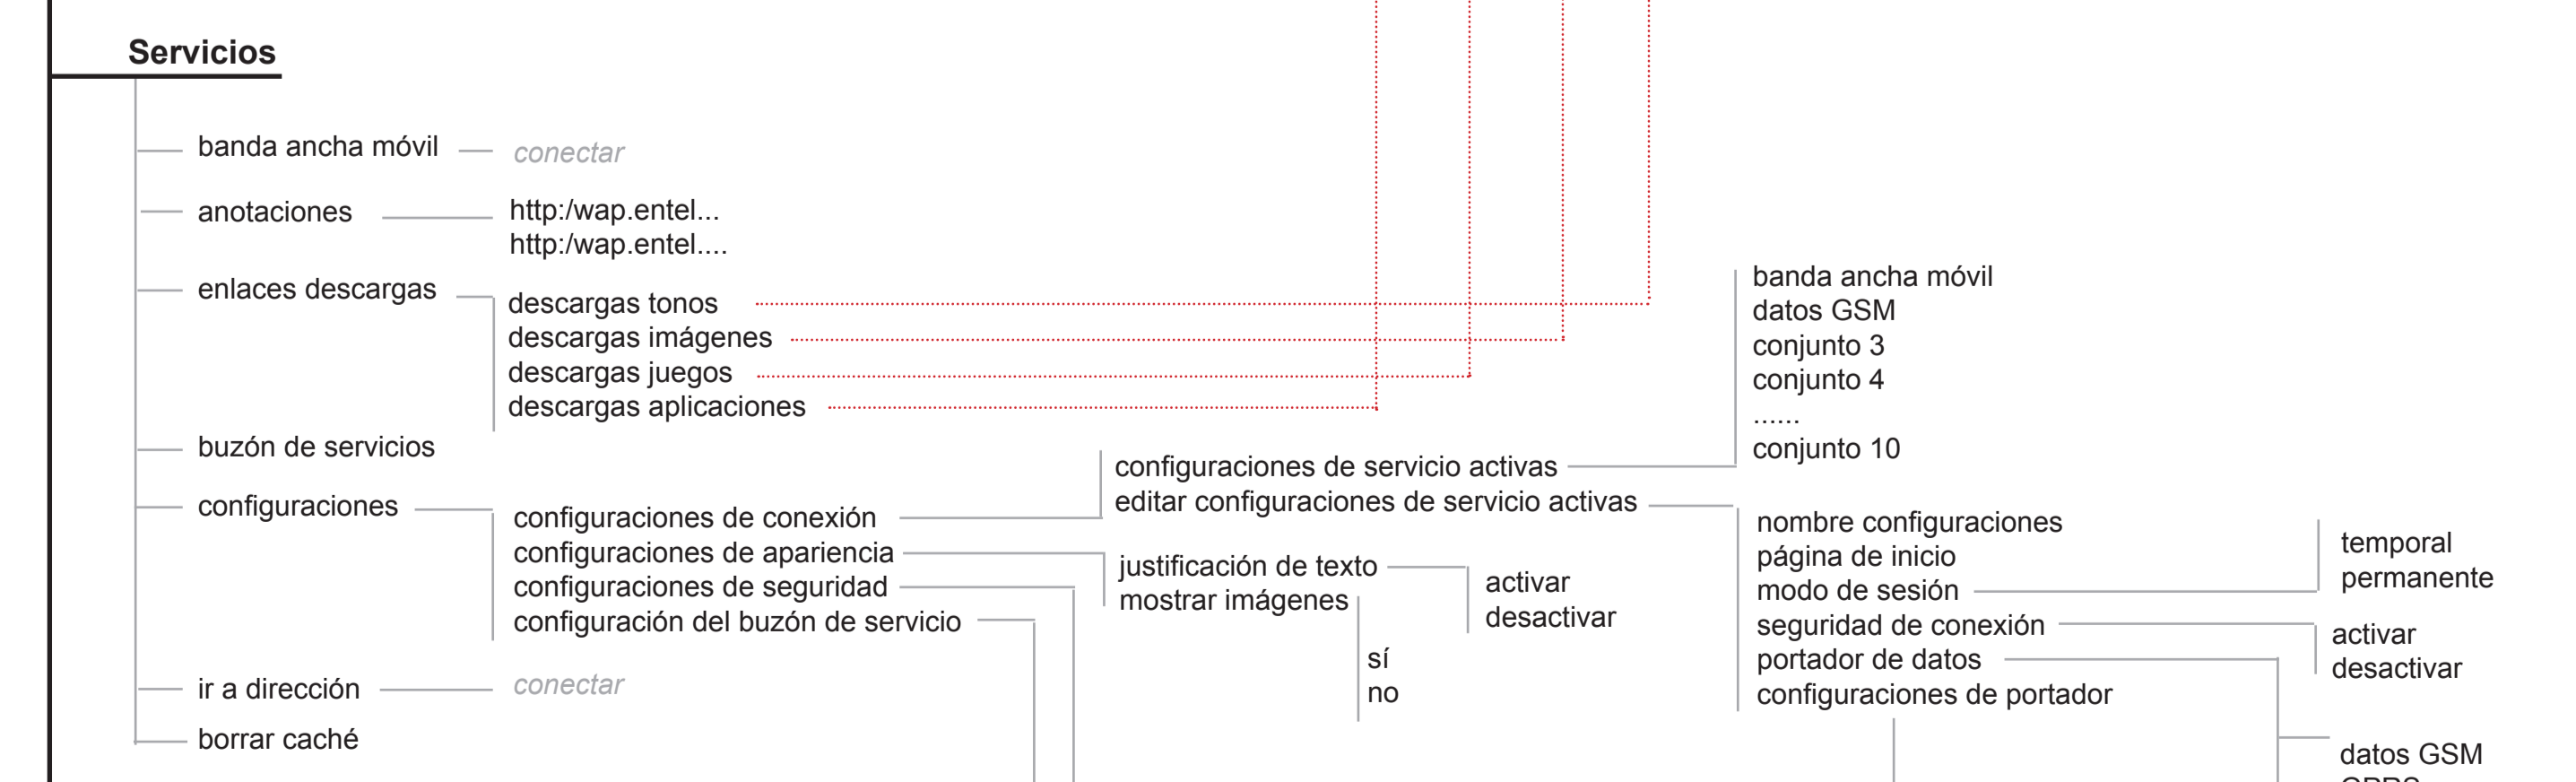 Servicios
banda ancha móvil
conectar
anotaciones
http:/wap.entel...
http:/wap.entel....
enlaces descargas
descargas tonos
descargas imágenes
descargas juegos
descargas aplicaciones
buzón de servicios
configuraciones
configuraciones de conexión
configuraciones de apariencia
configuraciones de seguridad
configuración del buzón de servicio
configuraciones de servicio activas
editar configuraciones de servicio activas
banda ancha móvil
datos GSM
conjunto 3
conjunto 4
......
conjunto 10
justificación de texto
mostrar imágenes
activar
desactivar
sí
no
nombre configuraciones
página de inicio
modo de sesión
seguridad de conexión
portador de datos
configuraciones de portador
temporal
permanente
activar
desactivar
datos GSM
ir a dirección
conectar
borrar caché